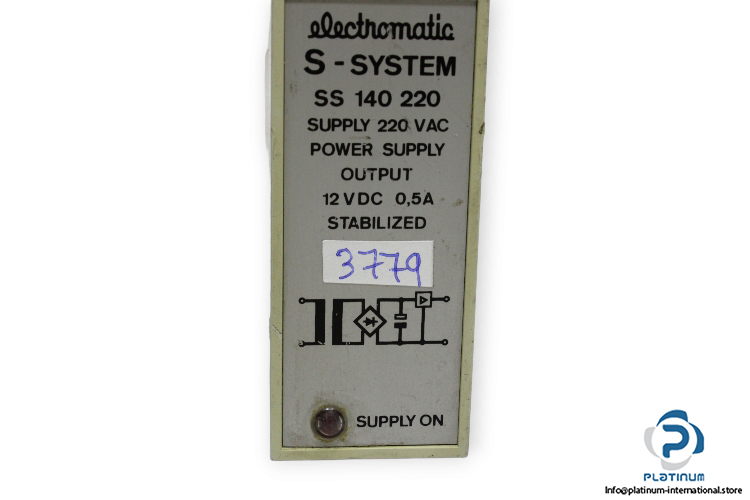 electromatic
S-SYSTEM
SS 140 220
SUPPLY 220 VAC
POWER SUPPLY
OUTPUT
12 V DC 0,5A
STABILIZED
3779
SUPPLY ON
PLATINUM
Info@platinum-international.store